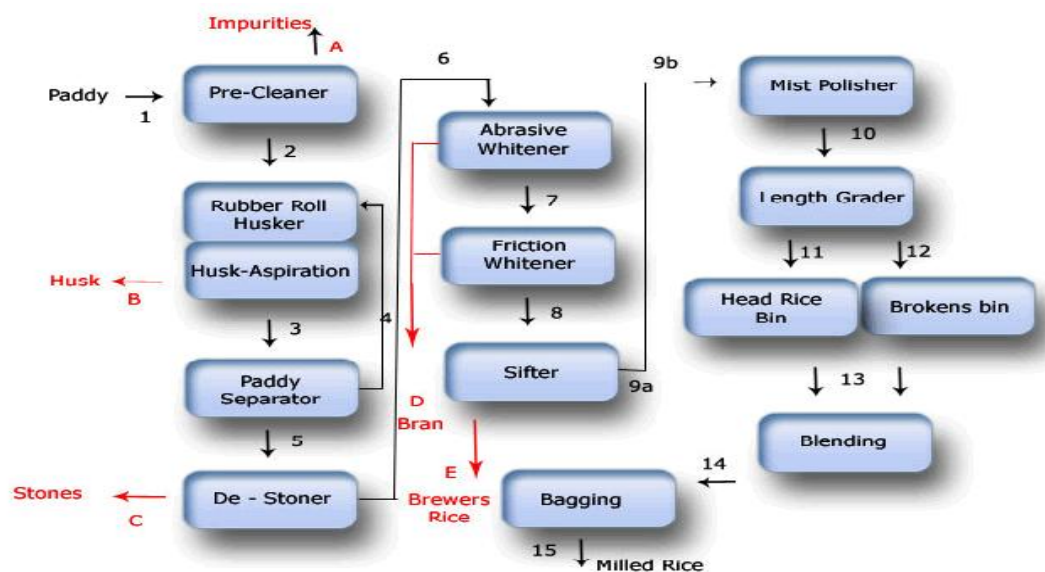 Impurities
A
Paddy
1
Pre-Cleaner
2
Rubber Roll
Husker
Husk-Aspiration
Husk
B
3
4
Paddy
Separator
5
De - Stoner
Stones
C
6
Abrasive
Whitener
7
Friction
Whitener
8
Sifter
9a
D
Bran
E
Brewers
Rice
9b
Mist Polisher
10
Length Grader
11
12
Head Rice
Bin
Brokens bin
13
Blending
14
Bagging
15
Milled Rice